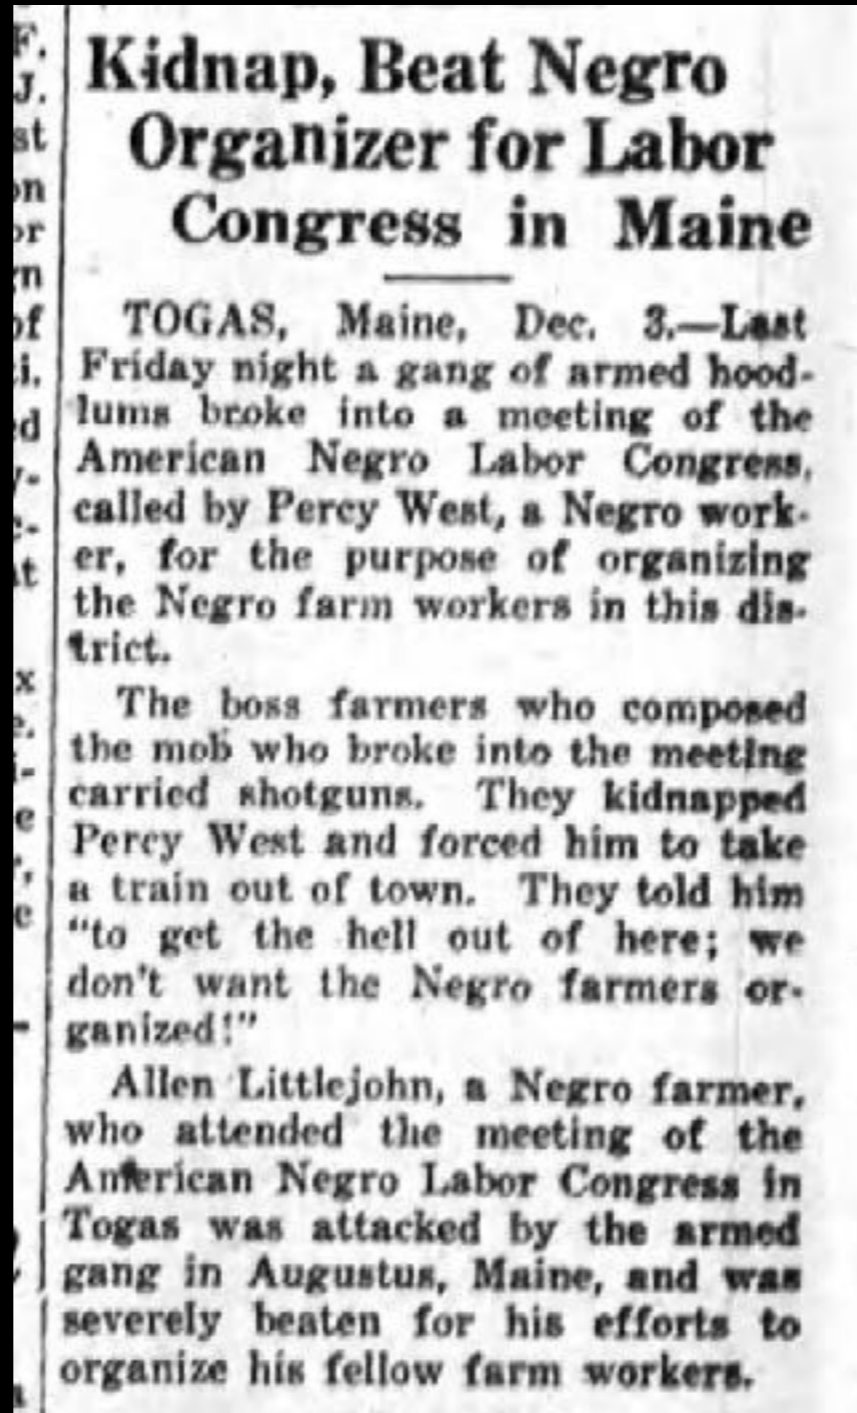 F.
J.
st
on
or
gn
of
i.
ed
y-
c-
at
x
e.
i-
e
r,
e
-
a
Kidnap, Beat Negro
Organizer for Labor
Congress in Maine
TOGAS, Maine, Dec. 3.—Last
Friday night a gang of armed hood-
lums broke into a meeting of the
American Negro Labor Congress,
called by Percy West, a Negro work-
er, for the purpose of organizing
the Negro farm workers in this dis-
trict.
The boss farmers who composed
the mob who broke into the meeting
carried shotguns. They kidnapped
Percy West and forced him to take
a train out of town. They told him
"to get the hell out of here; we
don't want the Negro farmers or-
ganized!"
Allen Littlejohn, a Negro farmer,
who attended the meeting of the
American Negro Labor Congress in
Togas was attacked by the armed
gang in Augustus, Maine, and was
severely beaten for his efforts to
organize his fellow farm workers.